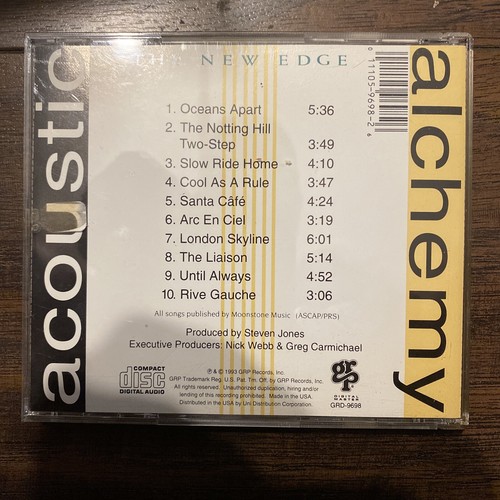 THE NEW EDGE
acoustic
alchemy
0 11105-9698-2 6
1. Oceans Apart 5:36
2. The Notting Hill
Two-Step 3:49
3. Slow Ride Home 4:10
4. Cool As A Rule 3:47
5. Santa Cáfé 4:24
6. Arc En Ciel 3:19
7. London Skyline 6:01
8. The Liaison 5:14
9. Until Always 4:52
10. Rive Gauche 3:06
All songs published by Moonstone Music (ASCAP/PRS)
Produced by Steven Jones
Executive Producers: Nick Webb & Greg Carmichael
COMPACT
disc
DIGITAL AUDIO
℗ & © 1993 GRP Records, Inc.
GRP Trademark Reg. U.S. Pat. Tm. Off. by GRP Records, Inc.
All rights reserved. Unauthorized duplication, hiring and/or
lending of this recording prohibited. Made in the USA.
Distributed in the USA by Uni Distribution Corporation.
GRP
DIGITAL
MASTER
GRD-9698